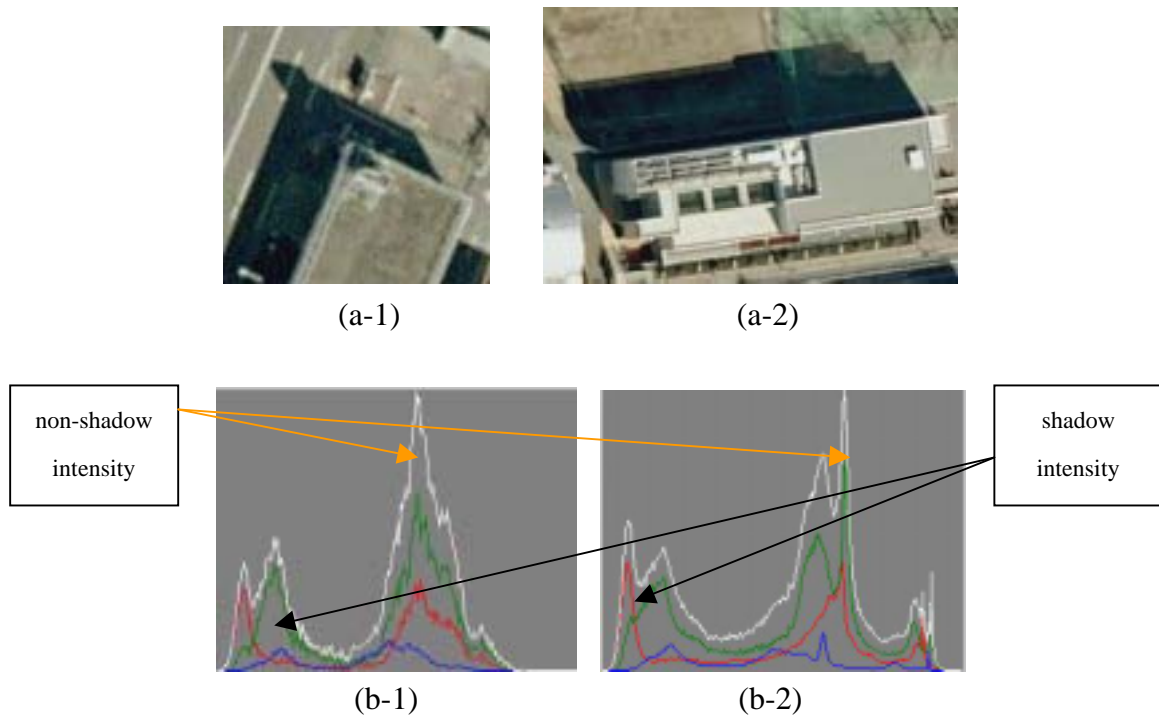 (a-1)
(a-2)
non-shadow
intensity
shadow
intensity
(b-1)
(b-2)